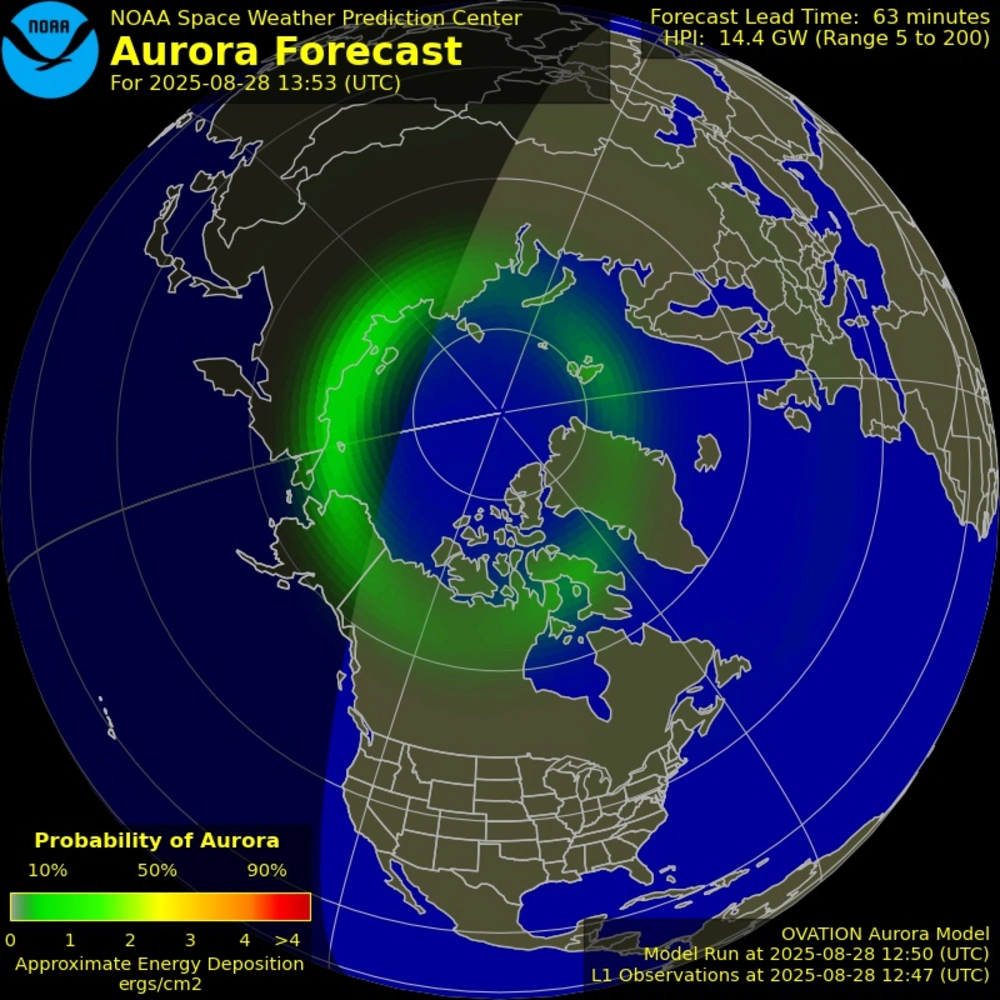 NOAA
NOAA Space Weather Prediction Center
Aurora Forecast
For 2025-08-28 13:53 (UTC)
Forecast Lead Time: 63 minutes
HPI: 14.4 GW (Range 5 to 200)
Probability of Aurora
10% 50% 90%
0 1 2 3 4 >4
Approximate Energy Deposition
ergs/cm2
OVATION Aurora Model
Model Run at 2025-08-28 12:50 (UTC)
L1 Observations at 2025-08-28 12:47 (UTC)